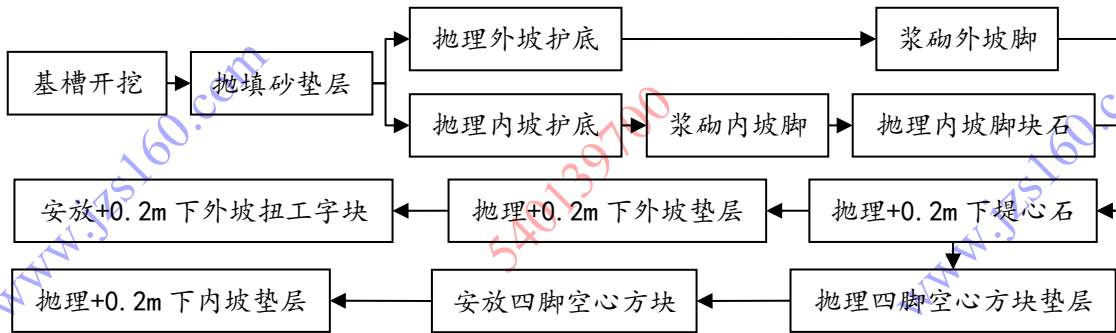 抛理外坡护底
浆砌外坡脚
基槽开挖
抛填砂垫层
抛理内坡护底
浆砌内坡脚
抛理内坡脚块石
安放+0.2m下外坡扭工字块
抛理+0.2m下外坡垫层
抛理+0.2m下堤心石
抛理+0.2m下内坡垫层
安放四脚空心方块
抛理四脚空心方块垫层
www.jzs160.com
540139700
www.jzs160.c